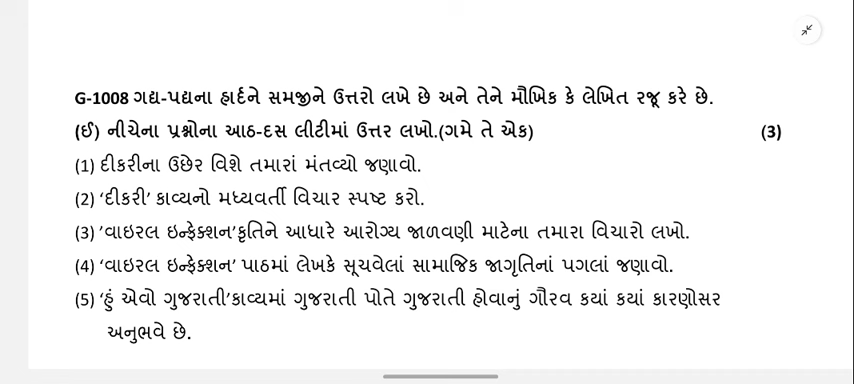 G-1008 ગદ્ય-પદ્યના હાર્દને સમજીને ઉત્તરો લખે છે અને તેને મૌખિક કે લેખિત રજૂ કરે છે.
(ઈ) નીચેના પ્રશ્નોના આઠ-દસ લીટીમાં ઉત્તર લખો.(ગમે તે એક) (3)
(1) દીકરીના ઉછેર વિશે તમારાં મંતવ્યો જણાવો.
(2) ‘દીકરી’ કાવ્યનો મધ્યવર્તી વિચાર સ્પષ્ટ કરો.
(3) ’વાઇરલ ઇન્ફેક્શન’કૃતિને આધારે આરોગ્ય જાળવણી માટેના તમારા વિચારો લખો.
(4) ‘વાઇરલ ઇન્ફેક્શન’ પાઠમાં લેખકે સૂચવેલાં સામાજિક જાગૃતિનાં પગલાં જણાવો.
(5) ‘હું એવો ગુજરાતી’કાવ્યમાં ગુજરાતી પોતે ગુજરાતી હોવાનું ગૌરવ કયાં કયાં કારણોસર
અનુભવે છે.